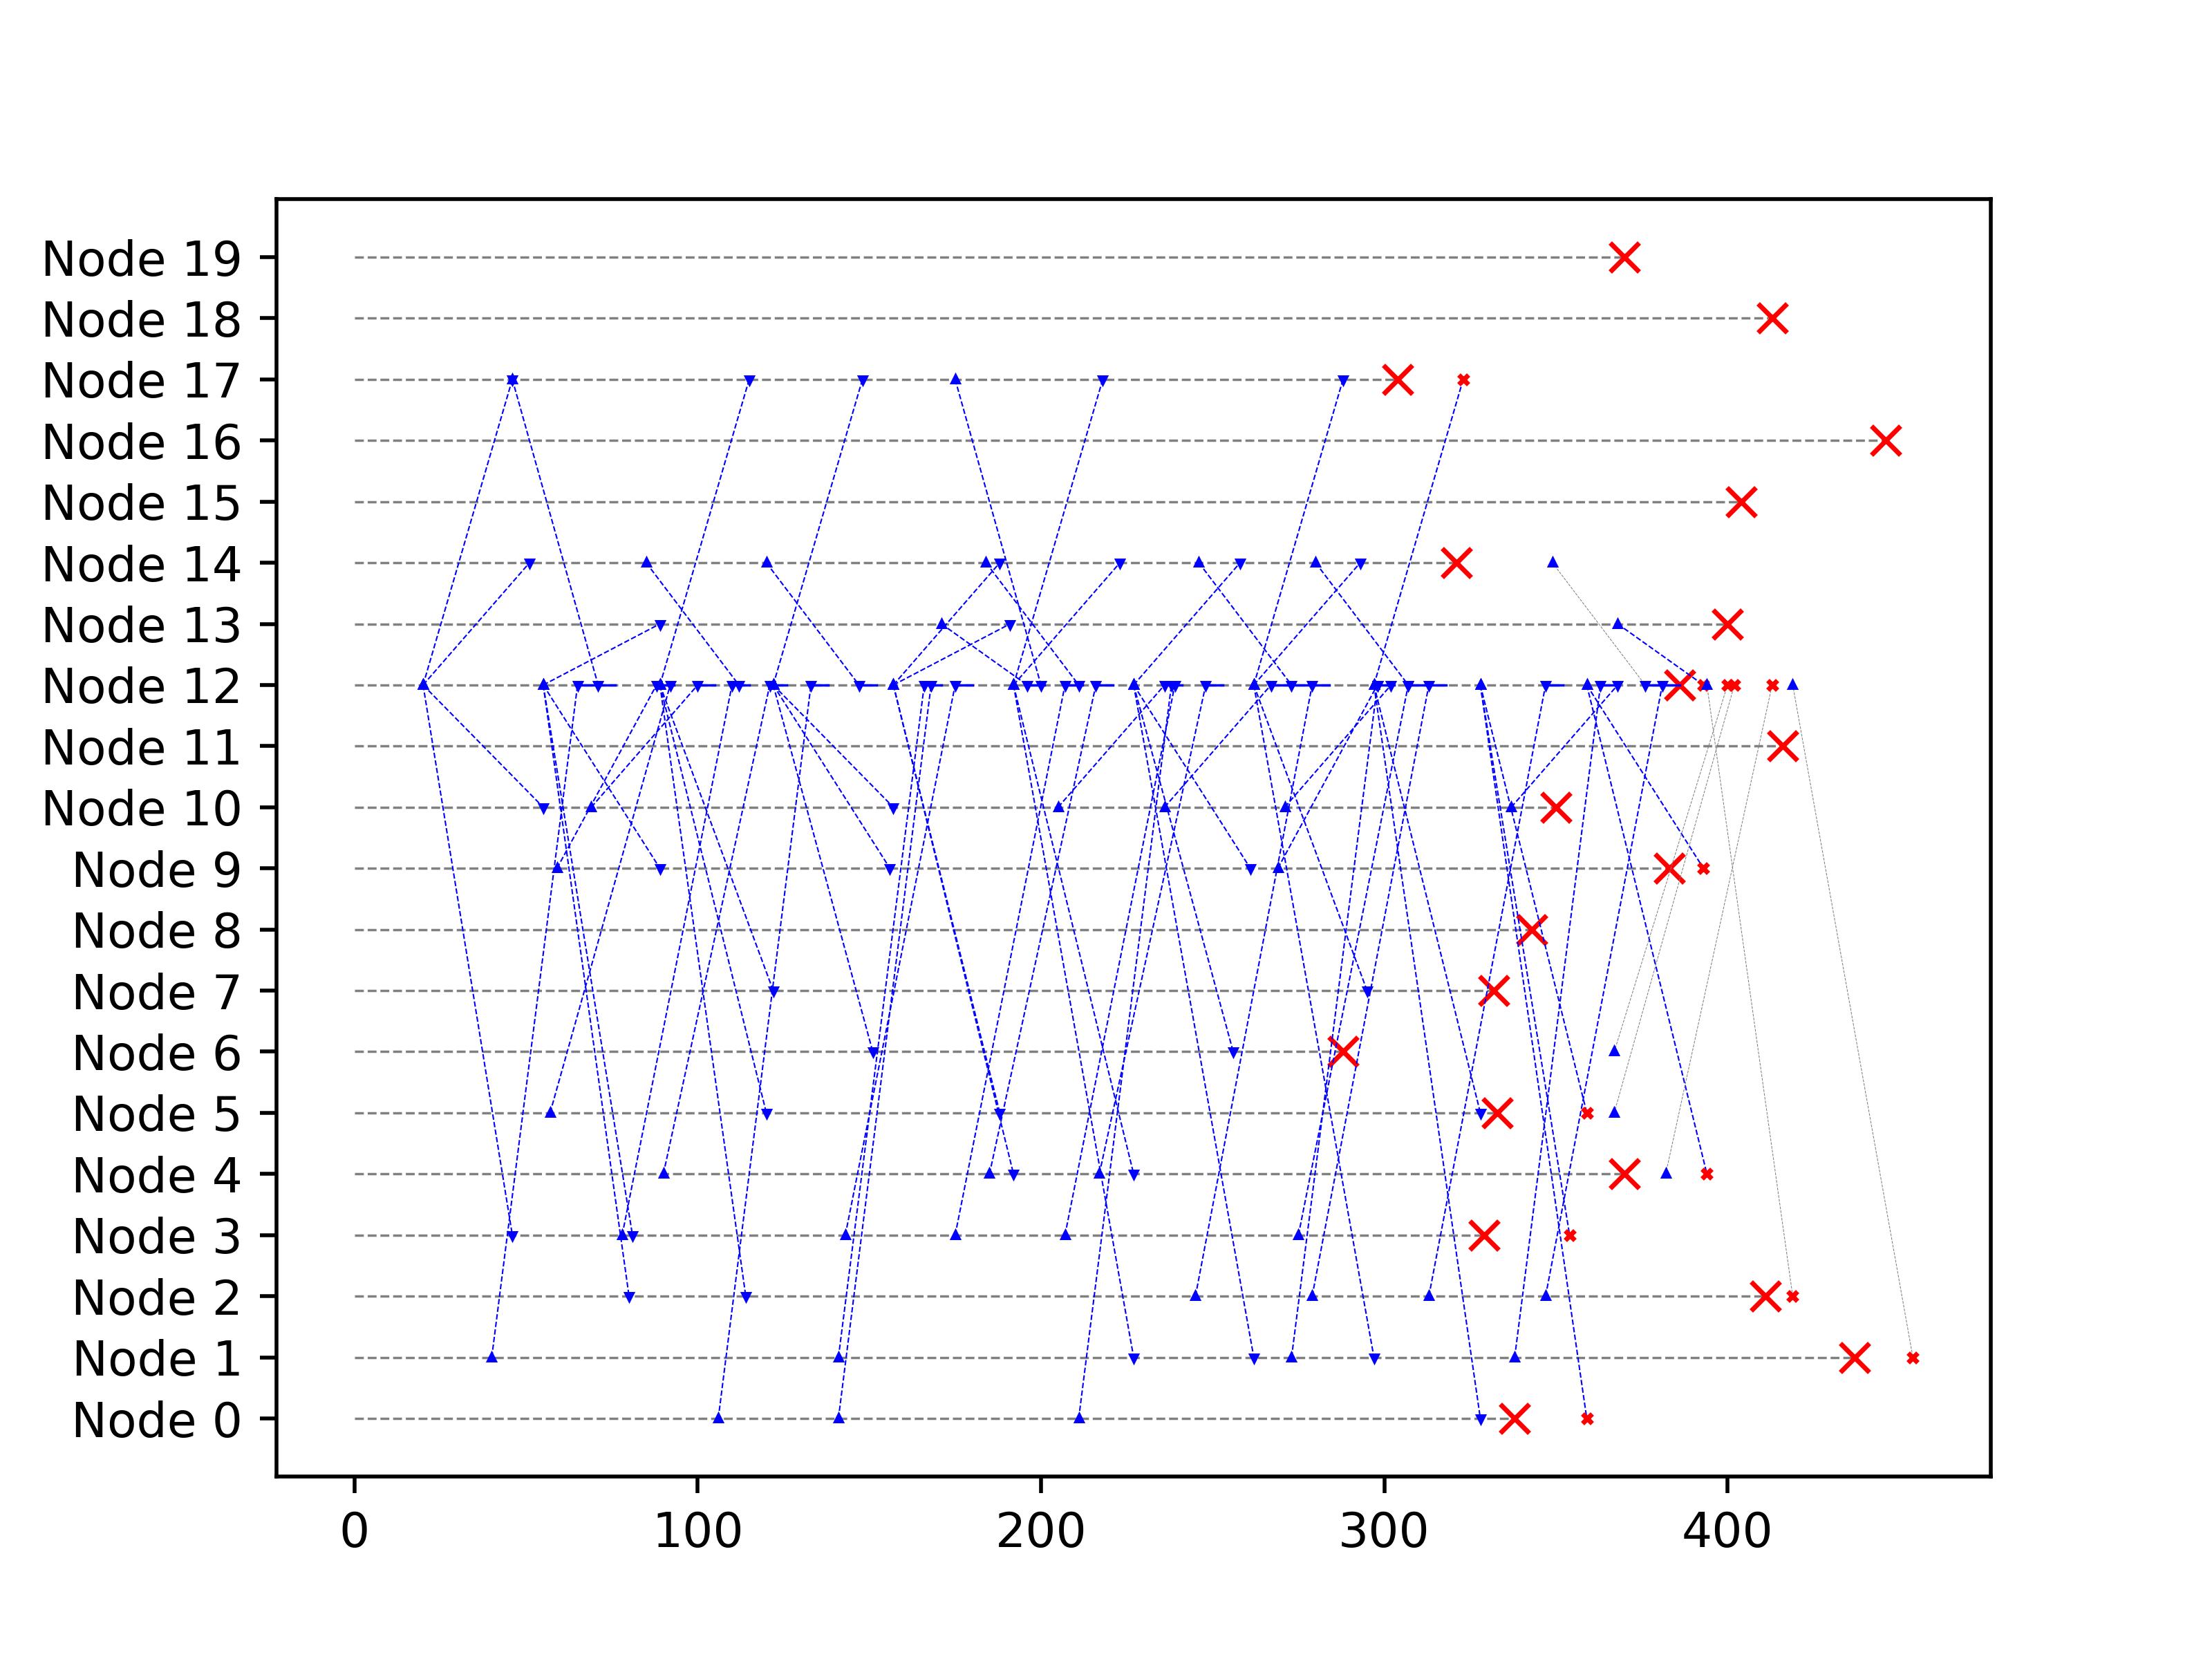 Node 19
Node 18
Node 17
Node 16
Node 15
Node 14
Node 13
Node 12
Node 11
Node 10
Node 9
Node 8
Node 7
Node 6
Node 5
Node 4
Node 3
Node 2
Node 1
Node 0
0 100 200 300 400